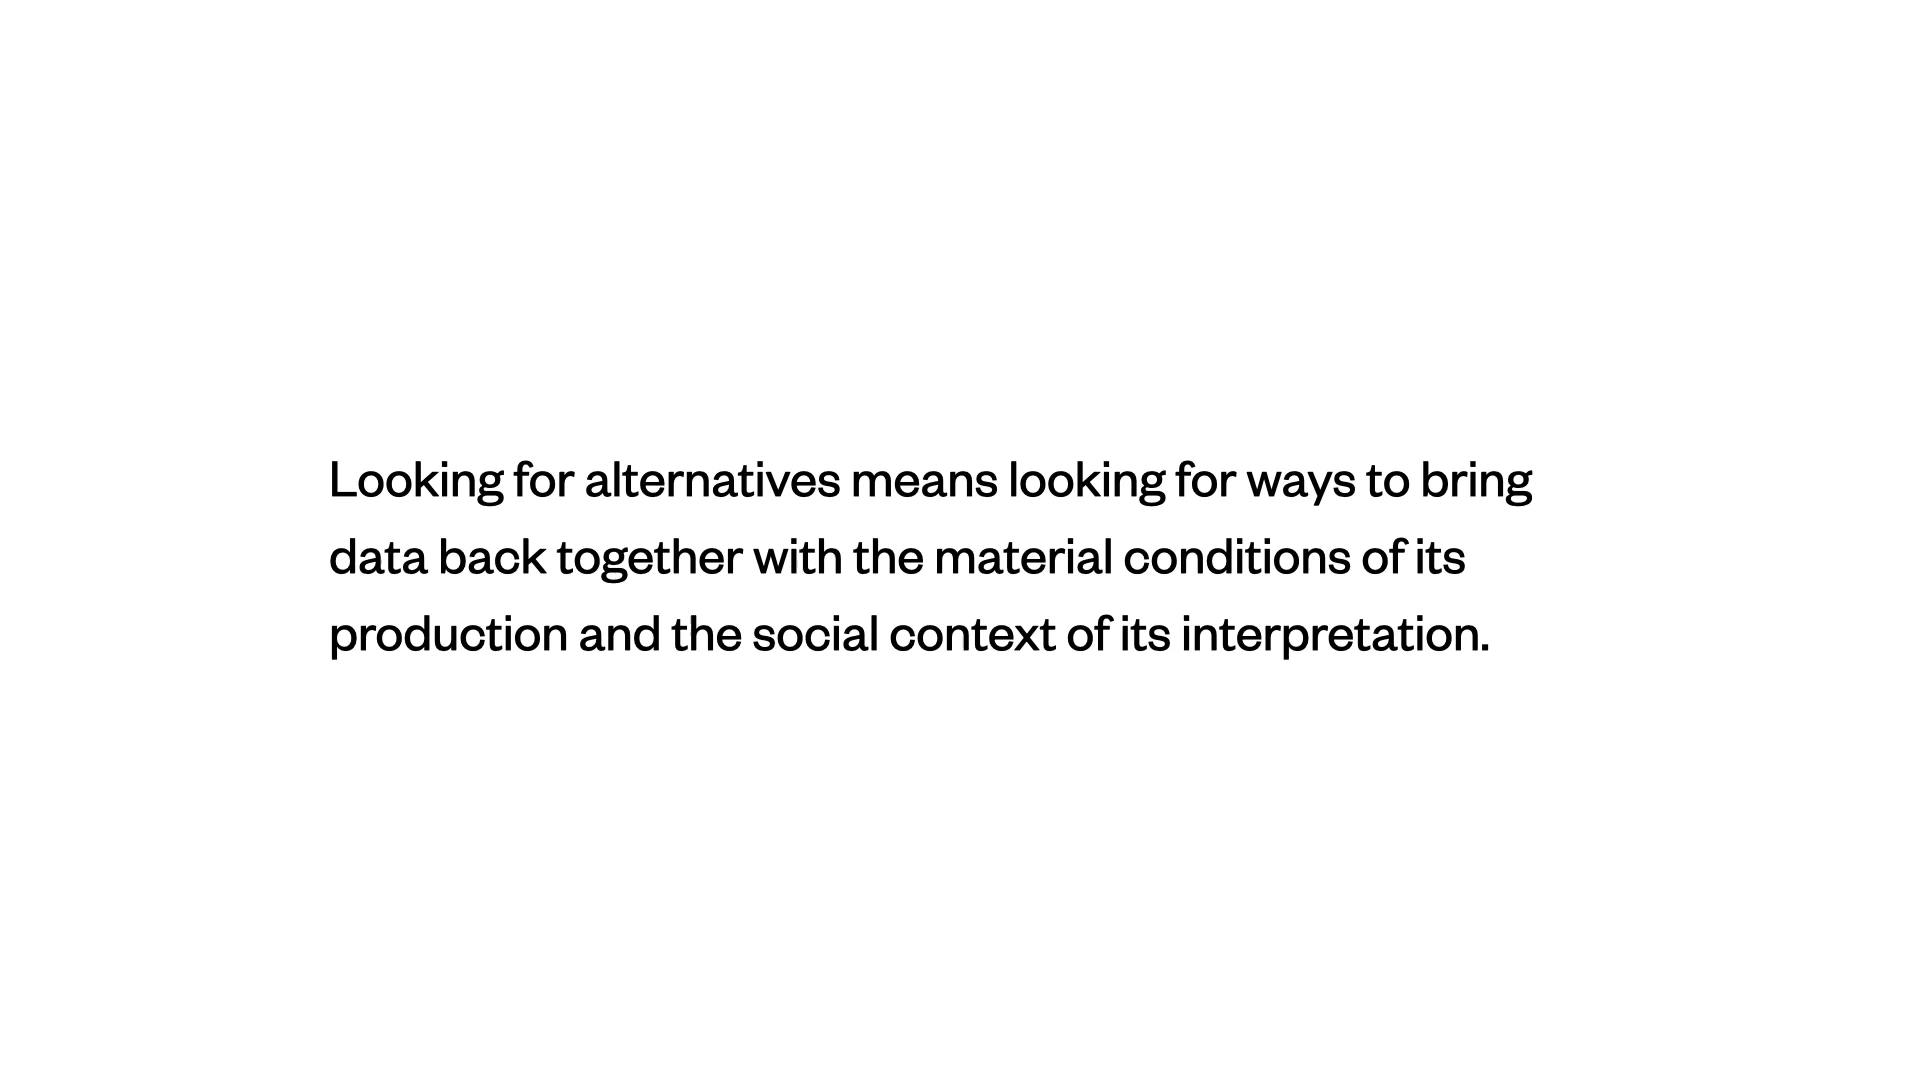 Looking for alternatives means looking for ways to bring
data back together with the material conditions of its
production and the social context of its interpretation.